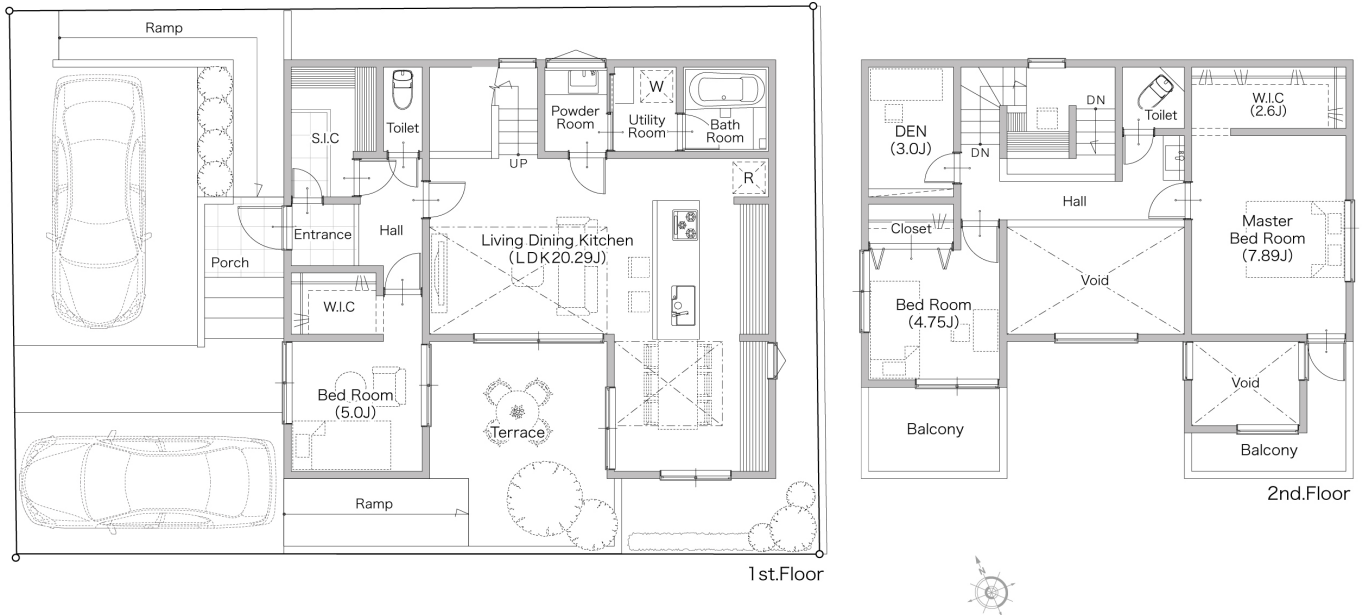 Ramp
S.I.C
Toilet
Powder
Room
W
Utility
Room
Bath
Room
UP
R
Entrance
Hall
Living Dining Kitchen
(LDK20.29J)
Porch
W.I.C
Bed Room
(5.0J)
Terrace
Ramp
1st.Floor
DEN
(3.0J)
DN
DN
Toilet
W.I.C
(2.6J)
Hall
Closet
Master
Bed Room
(7.89J)
Void
Bed Room
(4.75J)
Void
Balcony
Balcony
2nd.Floor
N